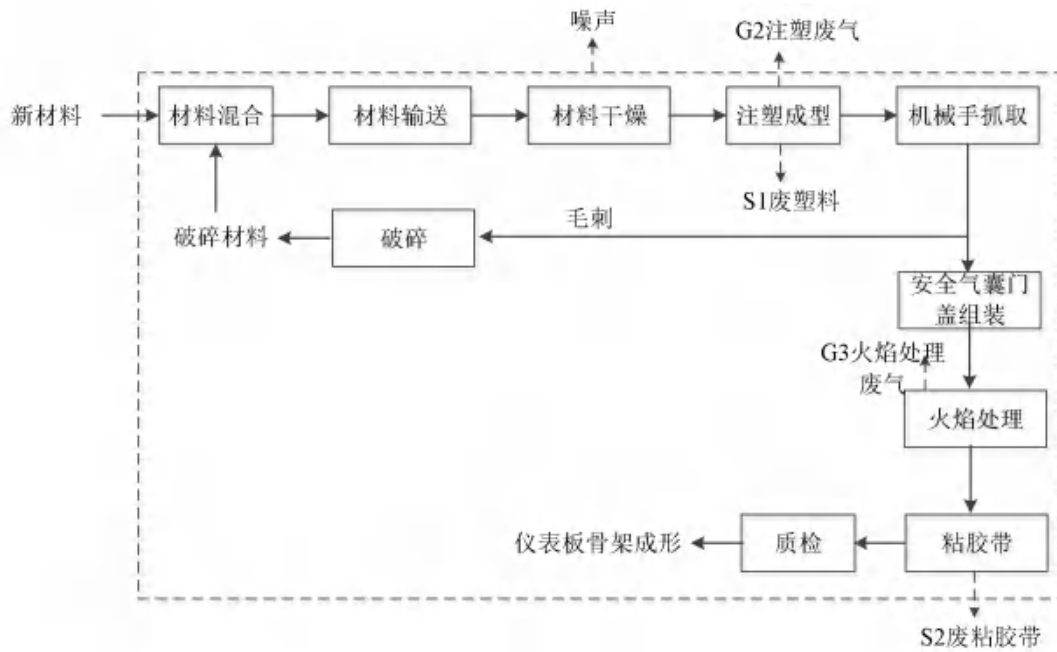 噪声
G2注塑废气
新材料
材料混合
材料输送
材料干燥
注塑成型
机械手抓取
S1废塑料
毛刺
破碎材料
破碎
安全气囊门
盖组装
G3火焰处理
废气
火焰处理
仪表板骨架成形
质检
粘胶带
S2废粘胶带